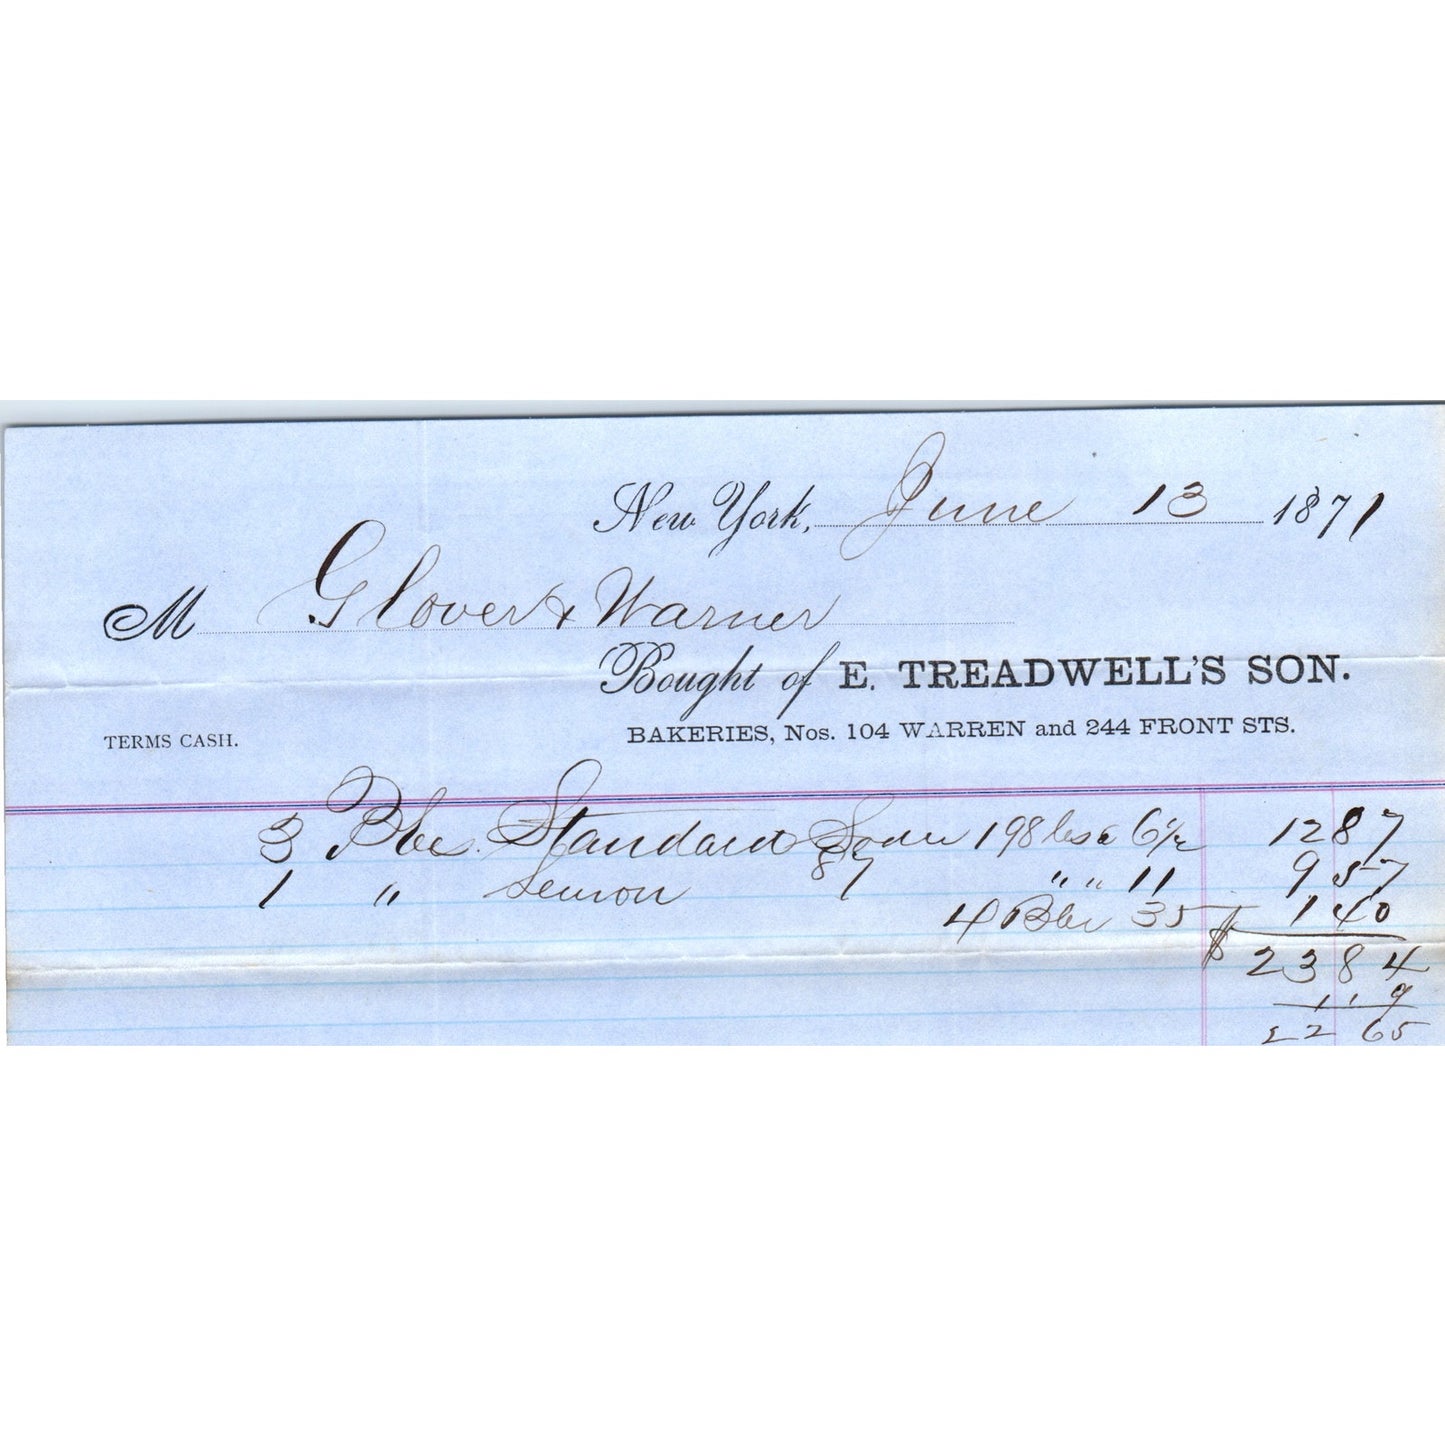 New York, June 13 1871
M Glover & Warner
Bought of E. TREADWELL'S SON.
BAKERIES, Nos. 104 WARREN and 244 FRONT STS.
TERMS CASH.
3 Bbls. Standard Soda 198 lbs a 6½ 12 87
1 " Lemon 87 " " 11 9 57
4 Bbls 35 1 40
$ 23 84
1 19
22 65